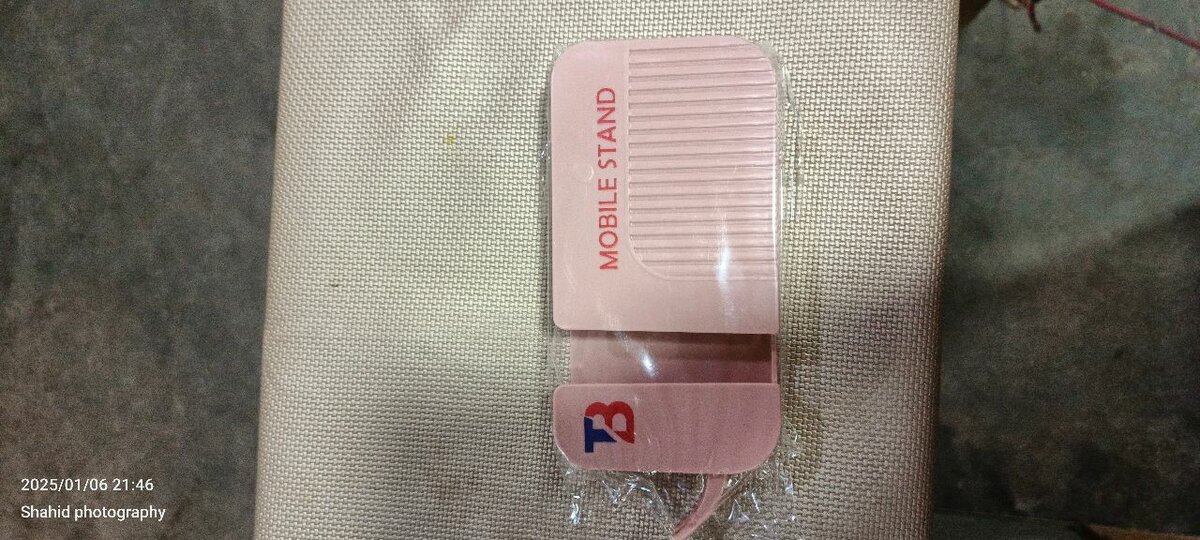 MOBILE STAND
TB
2025/01/06 21:46
Shahid photography